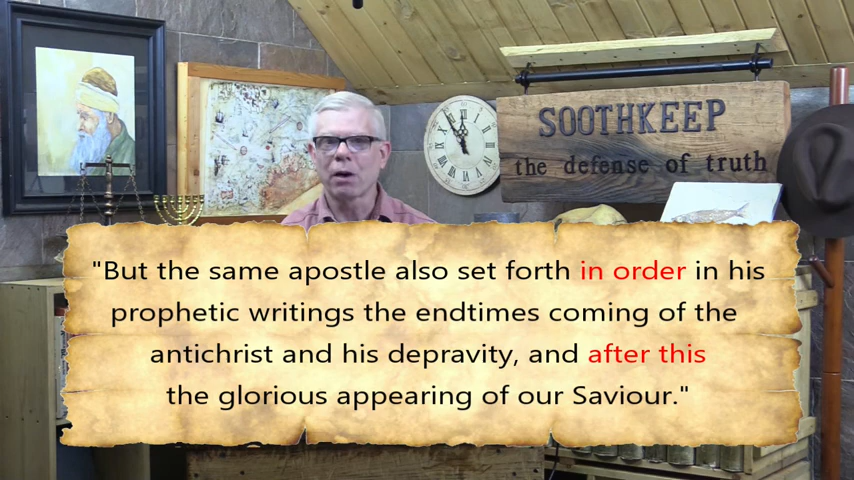 SOOTHKEEP
the defense of truth
"But the same apostle also set forth in order in his
prophetic writings the endtimes coming of the
antichrist and his depravity, and after this
the glorious appearing of our Saviour."